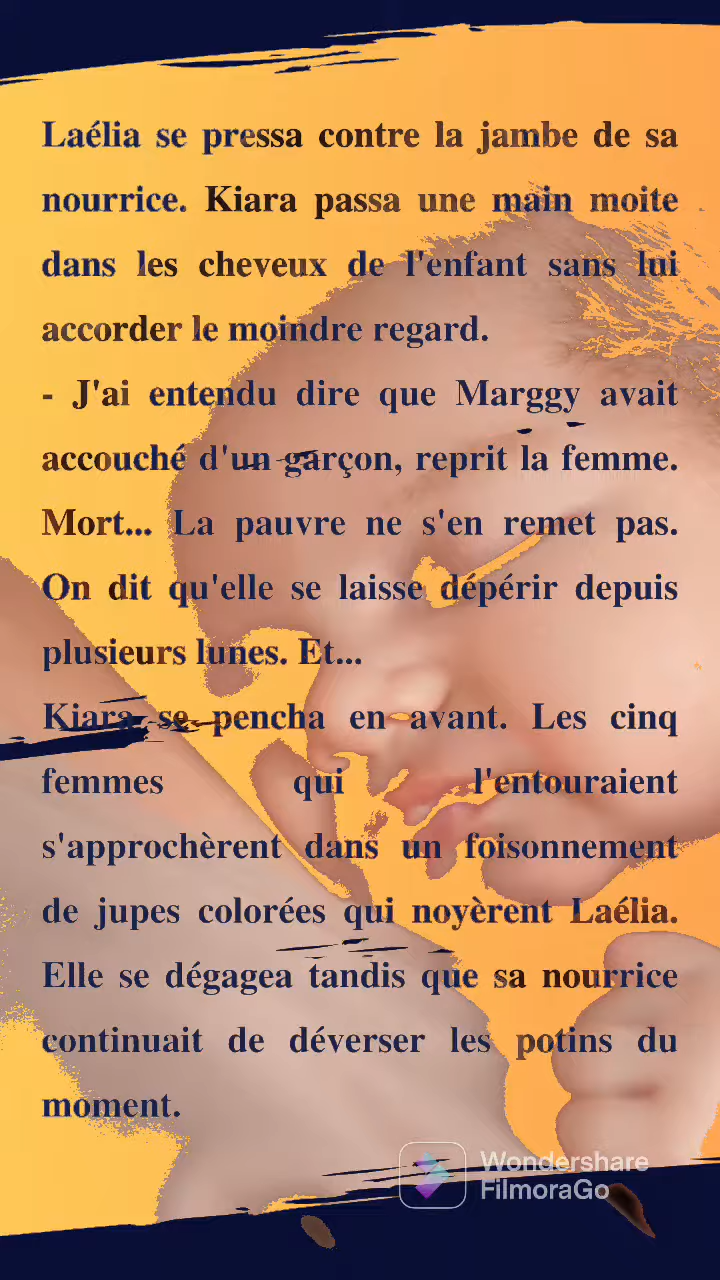 Laélia se pressa contre la jambe de sa
nourrice. Kiara passa une main moite
dans les cheveux de l'enfant sans lui
accorder le moindre regard.
- J'ai entendu dire que Marggy avait
accouché d'un garçon, reprit la femme.
Mort... La pauvre ne s'en remet pas.
On dit qu'elle se laisse dépérir depuis
plusieurs lunes. Et...
Kiara se pencha en avant. Les cinq
femmes qui l'entouraient
s'approchèrent dans un foisonnement
de jupes colorées qui noyèrent Laélia.
Elle se dégagea tandis que sa nourrice
continuait de déverser les potins du
moment.
Wondershare
FilmoraGo